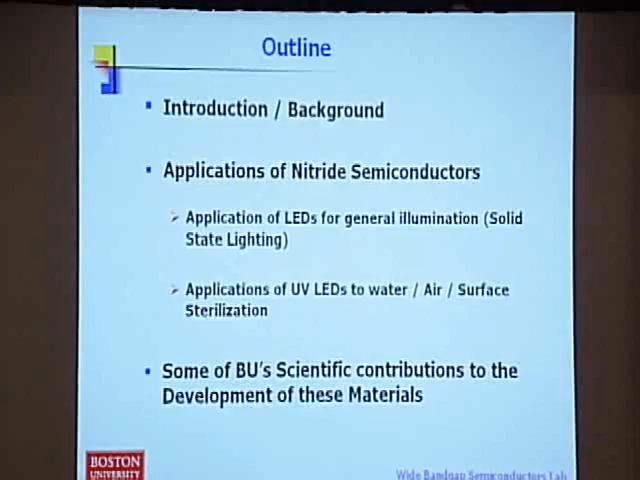 Outline
Introduction / Background
Applications of Nitride Semiconductors
Application of LEDs for general illumination (Solid
State Lighting)
Applications of UV LEDs to water / Air / Surface
Sterilization
Some of BU's Scientific contributions to the
Development of these Materials
BOSTON
UNIVERSITY
Wide Bandgap Semiconductors Lab